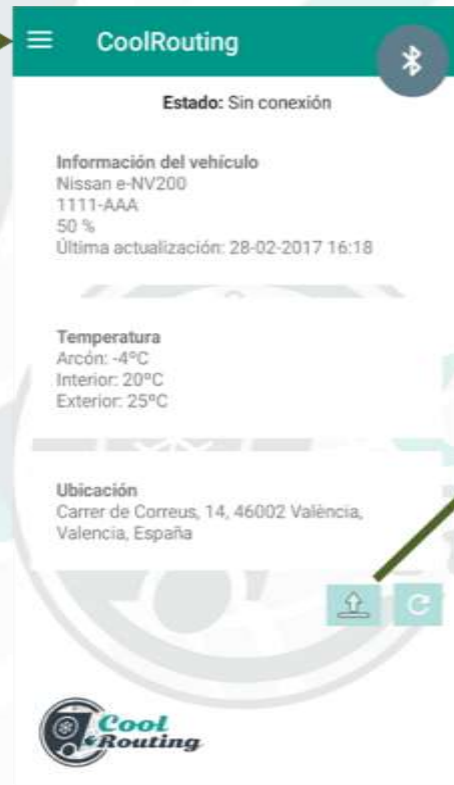 CoolRouting
Estado: Sin conexión
Información del vehículo
Nissan e-NV200
1111-AAA
50 %
Última actualización: 28-02-2017 16:18
Temperatura
Arcón: -4ºC
Interior: 20ºC
Exterior: 25ºC
Ubicación
Carrer de Correus, 14, 46002 València,
Valencia, España
Cool
Routing